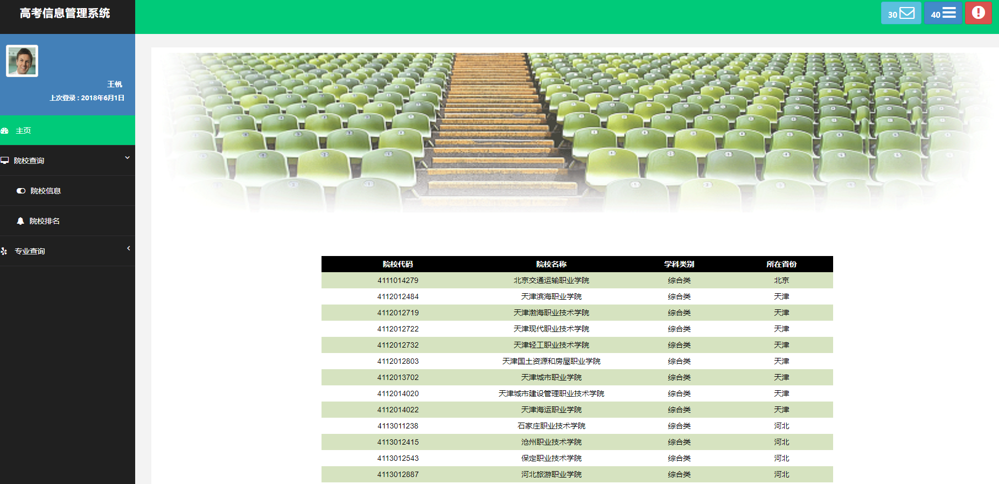 高考信息管理系统
30
40
王帆
上次登录 : 2018年6月1日
主页
院校查询
院校信息
院校排名
专业查询
院校代码 院校名称 学科类别 所在省份
4111014279 北京交通运输职业学院 综合类 北京
4112012484 天津滨海职业学院 综合类 天津
4112012719 天津渤海职业技术学院 综合类 天津
4112012722 天津现代职业技术学院 综合类 天津
4112012732 天津轻工职业技术学院 综合类 天津
4112012803 天津国土资源和房屋职业学院 综合类 天津
4112013702 天津城市职业学院 综合类 天津
4112014020 天津城市建设管理职业技术学院 综合类 天津
4112014022 天津海运职业学院 综合类 天津
4113011238 石家庄职业技术学院 综合类 河北
4113012415 沧州职业技术学院 综合类 河北
4113012543 保定职业技术学院 综合类 河北
4113012887 河北旅游职业学院 综合类 河北